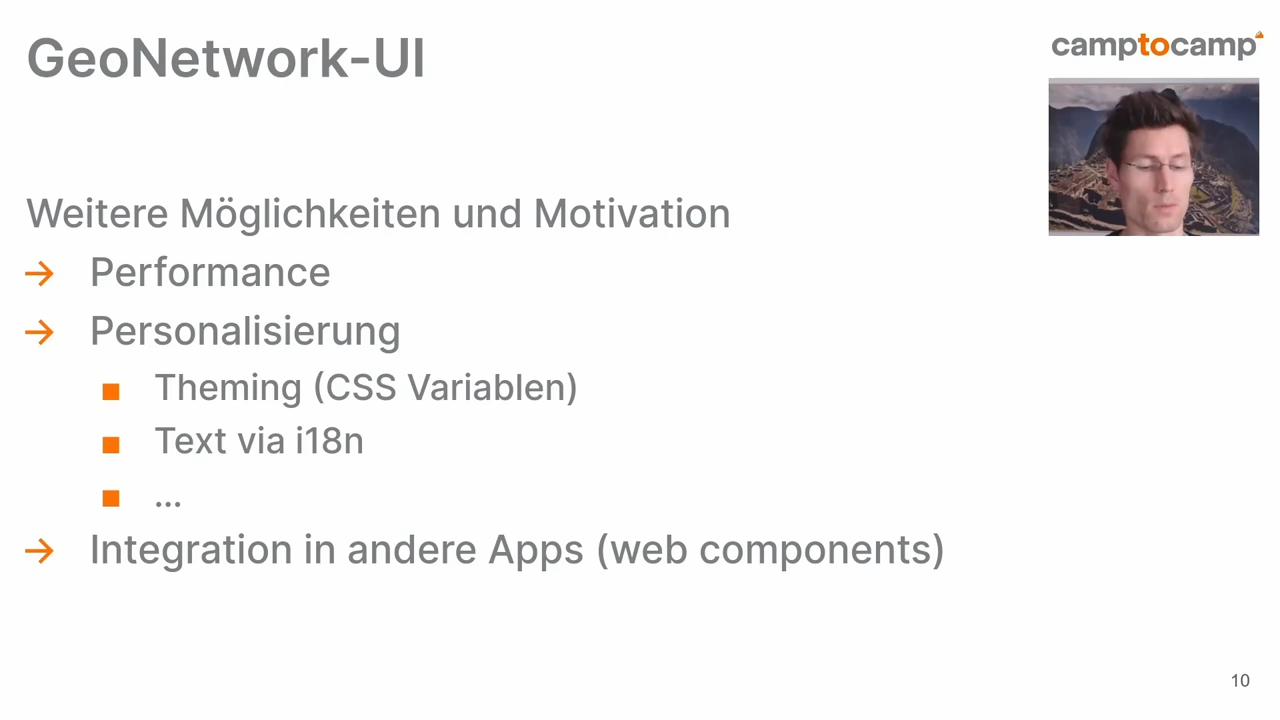 GeoNetwork-UI
camptocamp
Weitere Möglichkeiten und Motivation
→ Performance
→ Personalisierung
■ Theming (CSS Variablen)
■ Text via i18n
■ ...
→ Integration in andere Apps (web components)
10